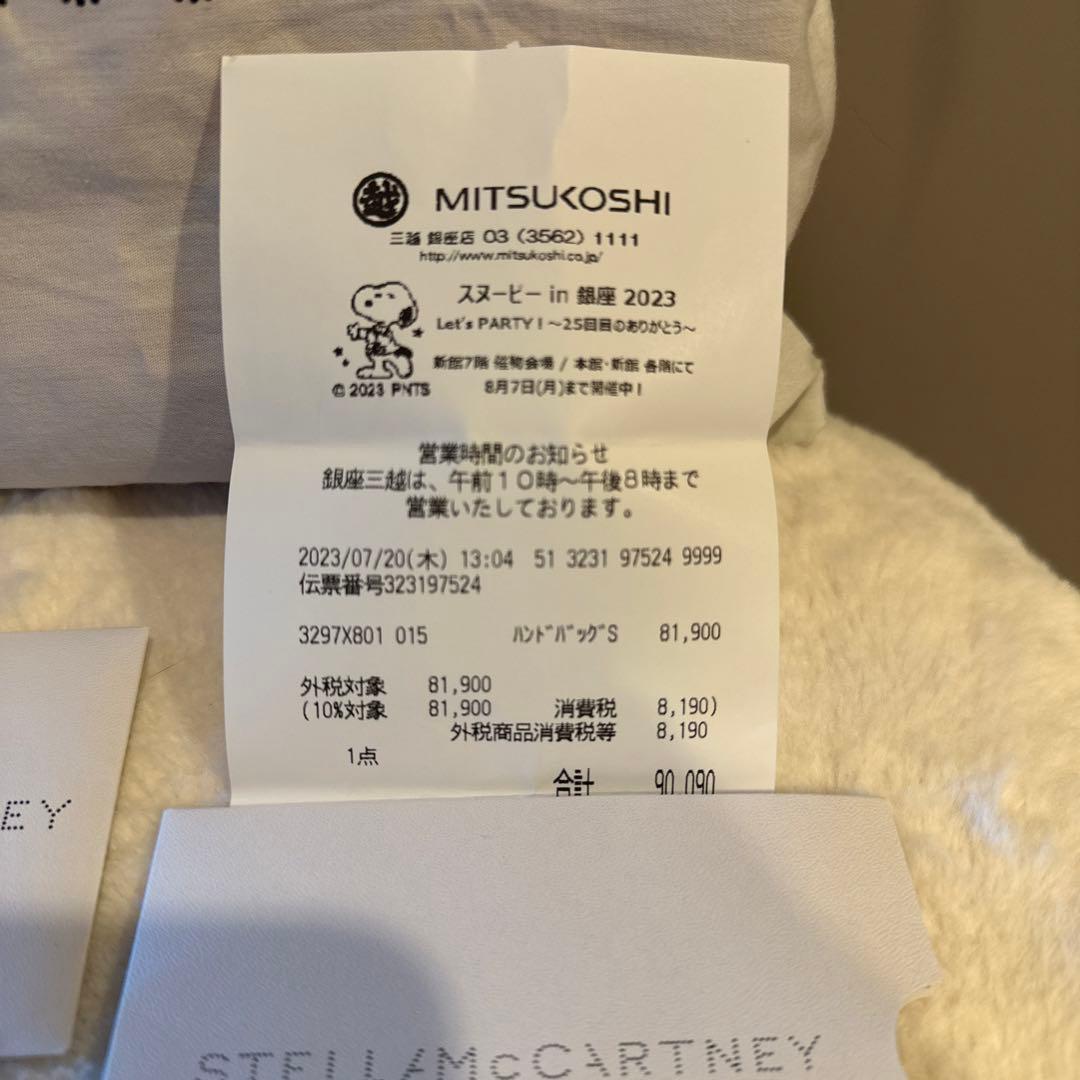 越 MITSUKOSHI
三越 銀座店 03 (3562) 1111
http://www.mitsukoshi.co.jp/
スヌーピー in 銀座 2023
Let's PARTY!～25回目のありがとう～
新館7階 催物会場 / 本館・新館 各階にて
8月7日(月)まで開催中!
© 2023 PNTS
営業時間のお知らせ
銀座三越は、午前10時～午後8時まで
営業いたしております。
2023/07/20(木) 13:04 51 3231 97524 9999
伝票番号323197524
3297X801 015 ﾊﾝﾄﾞﾊﾞｯｸﾞS 81,900
外税対象 81,900
(10%対象 81,900 消費税 8,190)
外税商品消費税等 8,190
1点
合計 90,090
EY
STELLA McCARTNEY